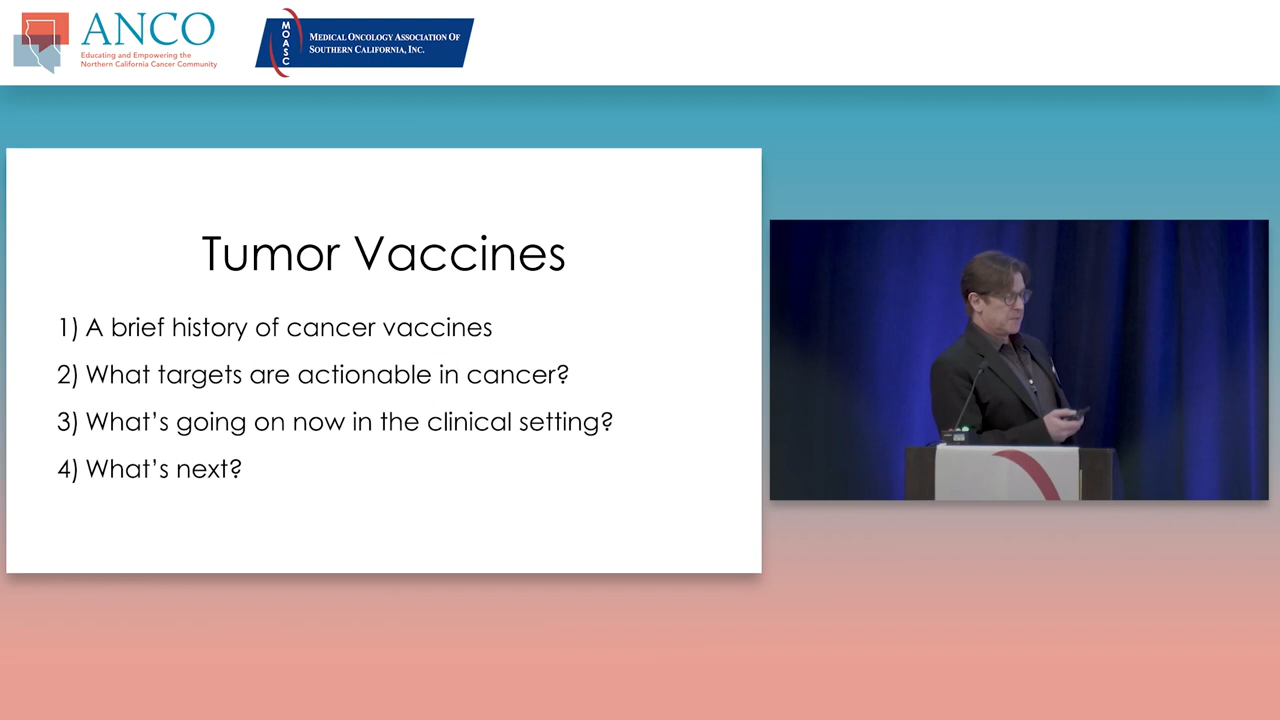 ANCO
Educating and Empowering the
Northern California Cancer Community
MOASC
MEDICAL ONCOLOGY ASSOCIATION OF
SOUTHERN CALIFORNIA, INC.
Tumor Vaccines
1) A brief history of cancer vaccines
2) What targets are actionable in cancer?
3) What's going on now in the clinical setting?
4) What's next?